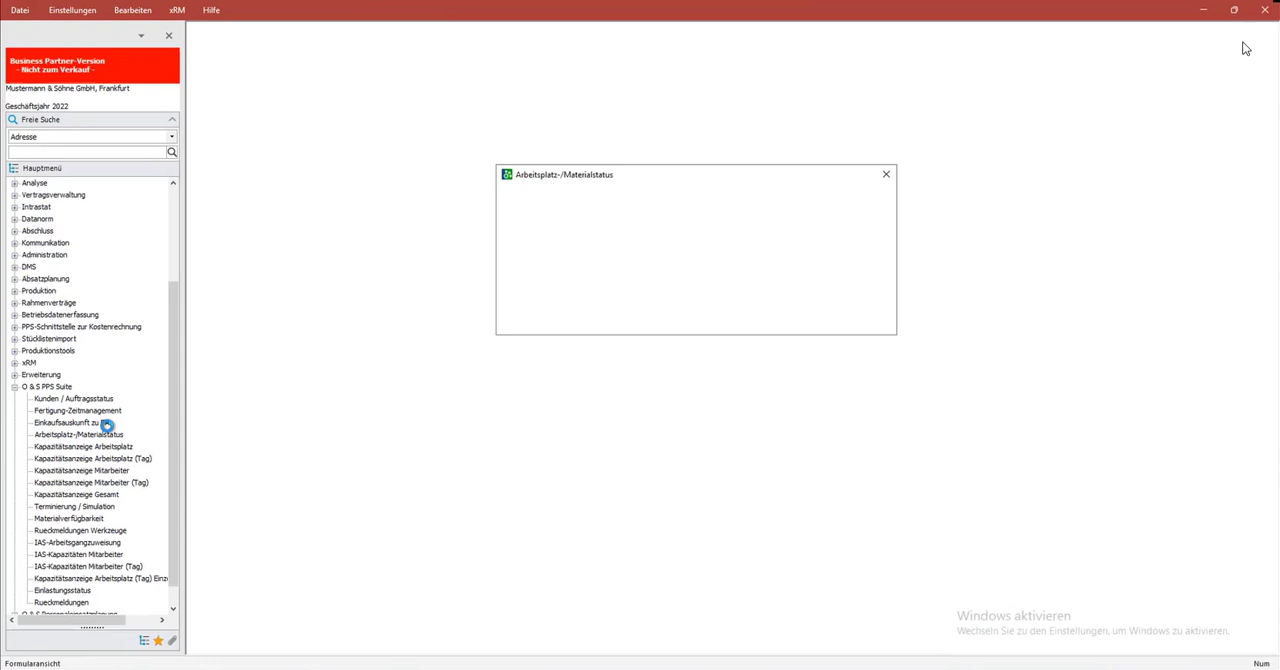 Datei Einstellungen Bearbeiten xRM Hilfe
Business Partner-Version
- Nicht zum Verkauf -
Mustermann & Söhne GmbH, Frankfurt
Geschäftsjahr 2022
Freie Suche
Adresse
Hauptmenü
Analyse
Vertragsverwaltung
Intrastat
Datanorm
Abschluss
Kommunikation
Administration
DMS
Absatzplanung
Produktion
Rahmenverträge
Betriebsdatenerfassung
PPS-Schnittstelle zur Kostenrechnung
Stücklistenimport
Produktionstools
xRM
Erweiterung
O & S PPS Suite
Kunden / Auftragsstatus
Fertigung-Zeitmanagement
Einkaufsauskunft zu
Arbeitsplatz-/Materialstatus
Kapazitätsanzeige Arbeitsplatz
Kapazitätsanzeige Arbeitsplatz (Tag)
Kapazitätsanzeige Mitarbeiter
Kapazitätsanzeige Mitarbeiter (Tag)
Kapazitätsanzeige Gesamt
Terminierung / Simulation
Materialverfügbarkeit
Rueckmeldungen Werkzeuge
IAS-Arbeitsgangzuweisung
IAS-Kapazitäten Mitarbeiter
IAS-Kapazitäten Mitarbeiter (Tag)
Kapazitätsanzeige Arbeitsplatz (Tag) Einz
Einlastungsstatus
Rueckmeldungen
O & S Personaleinsatzplanung
Arbeitsplatz-/Materialstatus
Windows aktivieren
Wechseln Sie zu den Einstellungen, um Windows zu aktivieren.
Formularansicht
Num